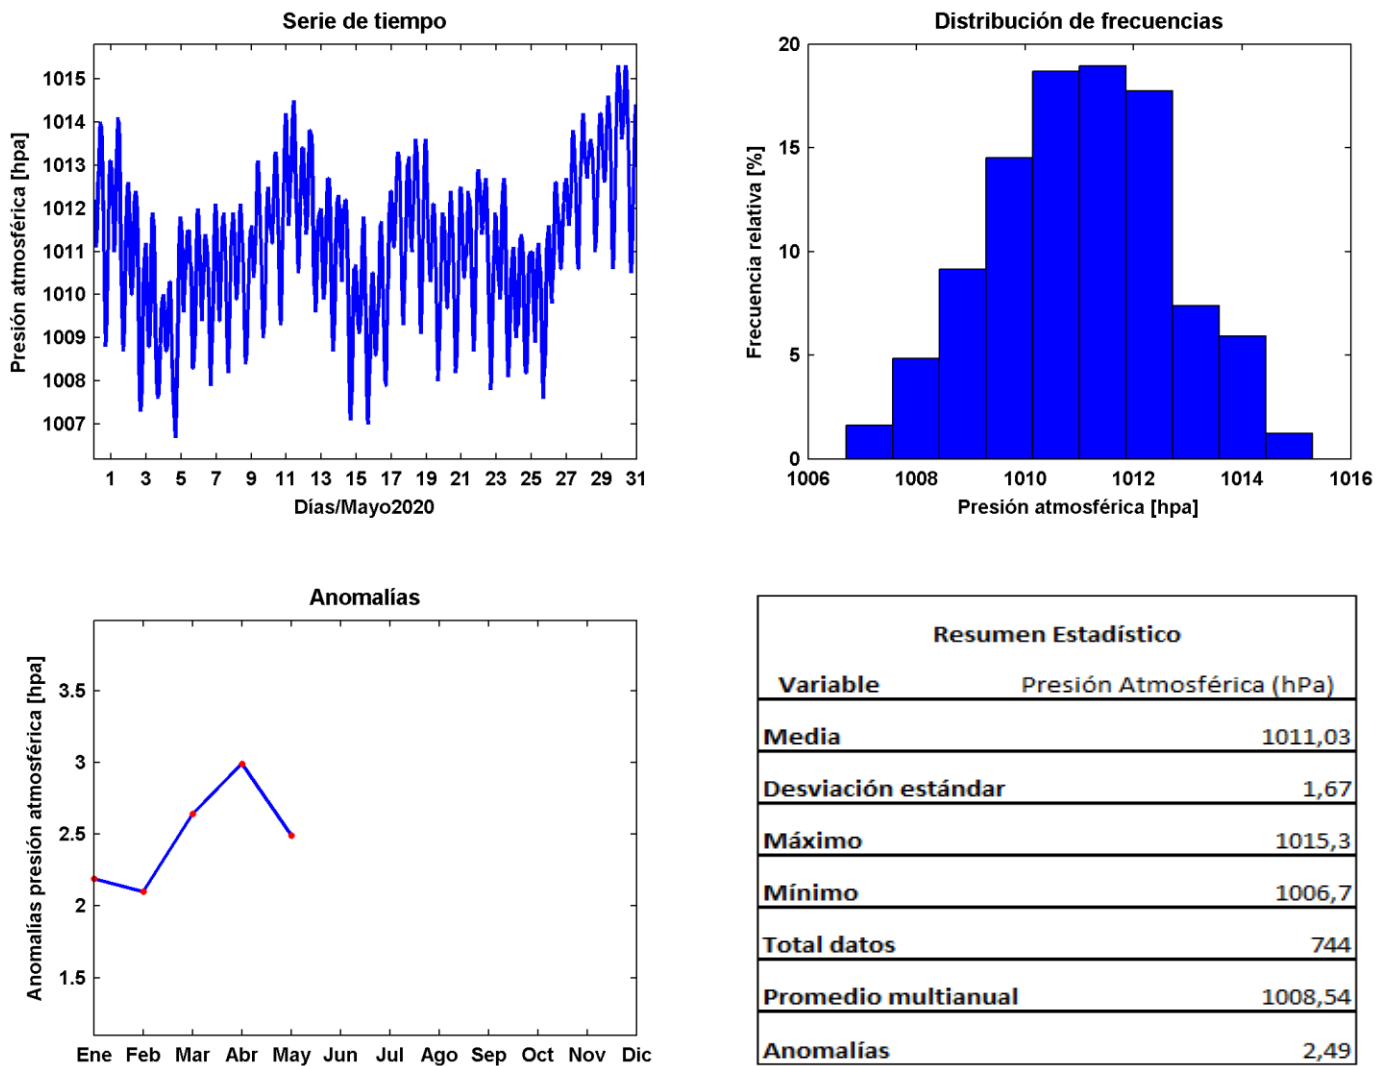 Serie de tiempo
Presión atmosférica [hpa]
1015
1014
1013
1012
1011
1010
1009
1008
1007
1 3 5 7 9 11 13 15 17 19 21 23 25 27 29 31
Días/Mayo2020
Distribución de frecuencias
Frecuencia relativa [%]
20
15
10
5
0
1006 1008 1010 1012 1014 1016
Presión atmosférica [hpa]
Anomalías
Anomalías presión atmosférica [hpa]
3.5
3
2.5
2
1.5
Ene Feb Mar Abr May Jun Jul Ago Sep Oct Nov Dic
Resumen Estadístico
Variable Presión Atmosférica (hPa)
Media 1011,03
Desviación estándar 1,67
Máximo 1015,3
Mínimo 1006,7
Total datos 744
Promedio multianual 1008,54
Anomalías 2,49